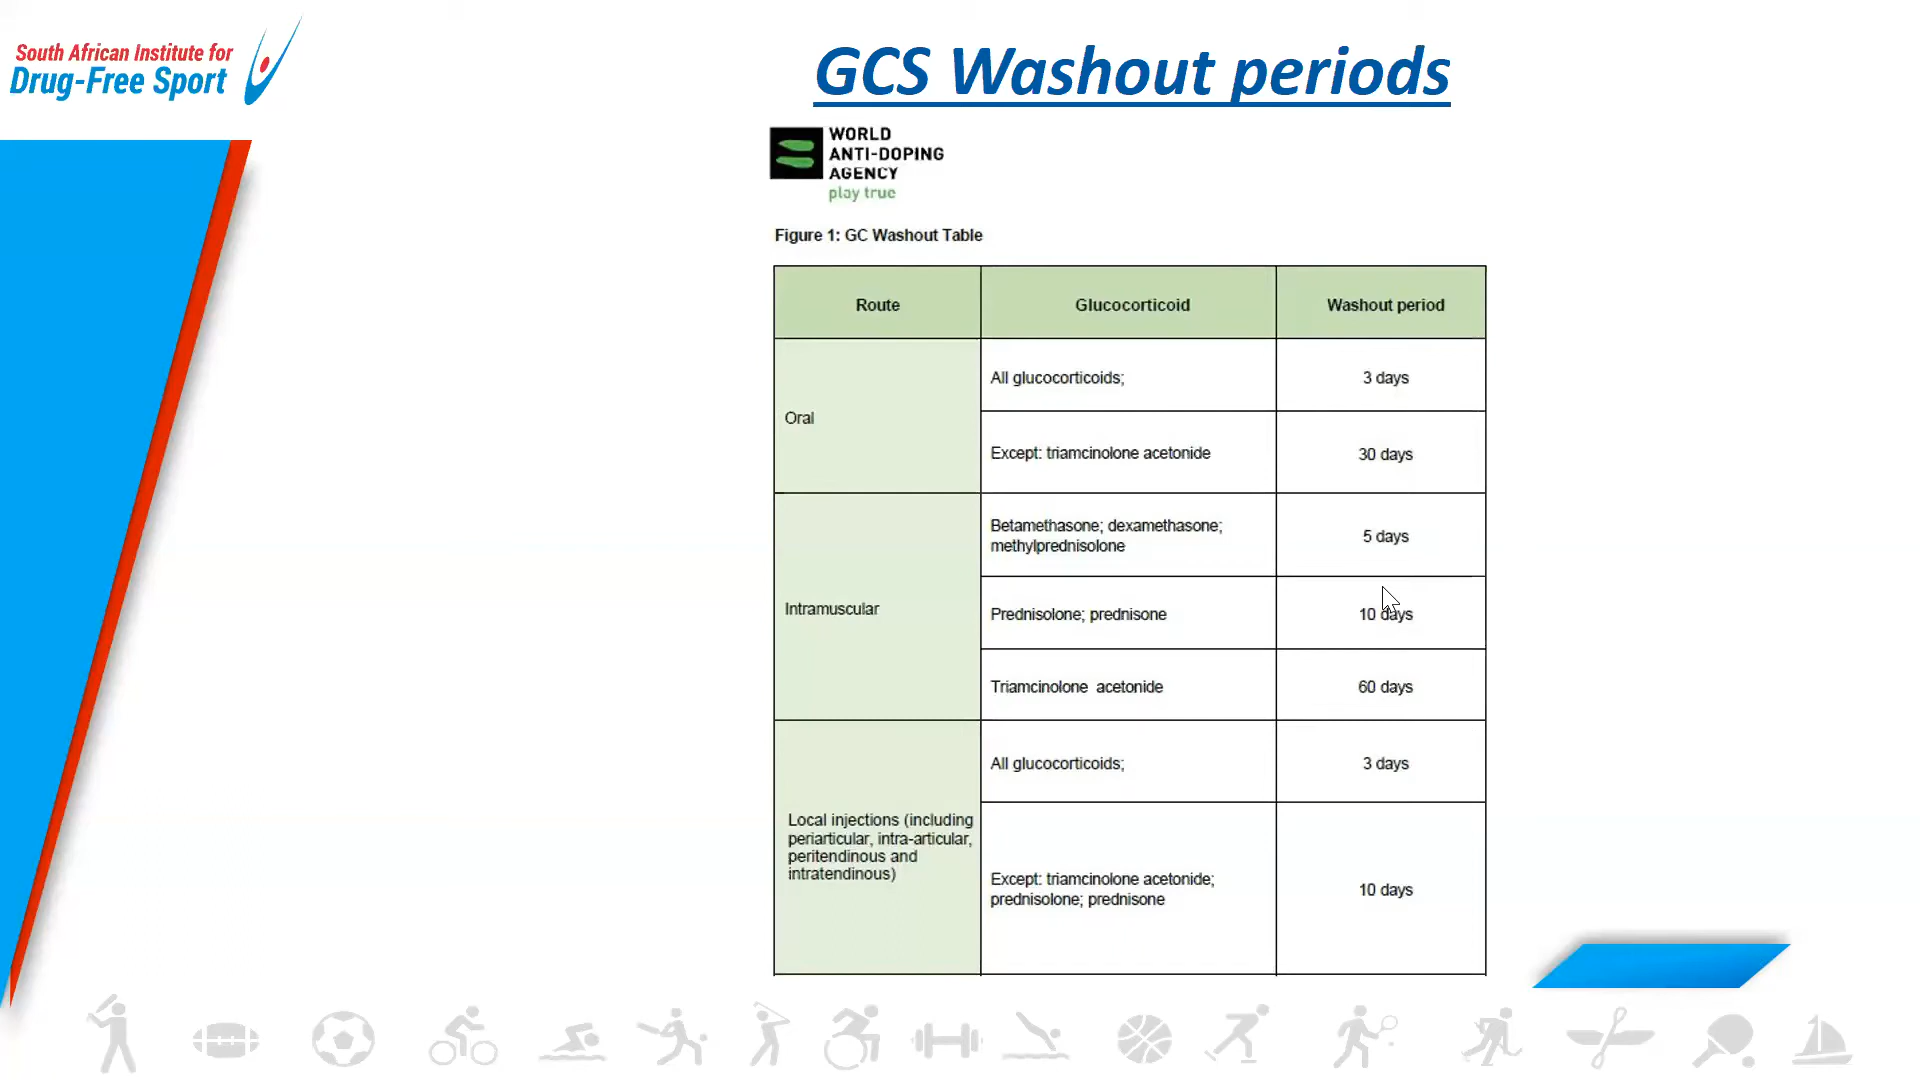 South African Institute for
Drug-Free Sport
GCS Washout periods
WORLD
ANTI-DOPING
AGENCY
play true
Figure 1: GC Washout Table
Route
Glucocorticoid
Washout period
Oral
All glucocorticoids;
3 days
Except: triamcinolone acetonide
30 days
Intramuscular
Betamethasone; dexamethasone;
methylprednisolone
5 days
Prednisolone; prednisone
10 days
Triamcinolone acetonide
60 days
Local injections (including
periarticular, intra-articular,
peritendinous and
intratendinous)
All glucocorticoids;
3 days
Except: triamcinolone acetonide;
prednisolone; prednisone
10 days